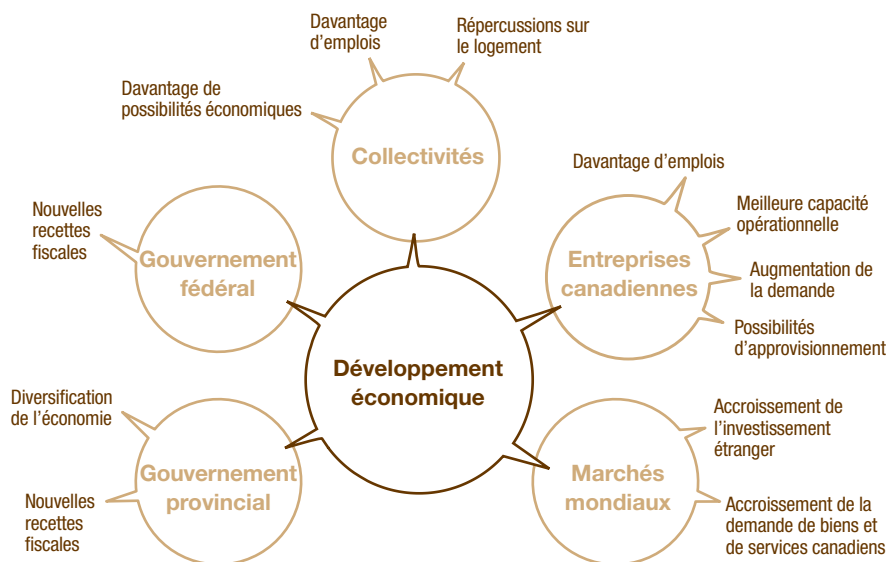 Davantage
d’emplois
Répercussions sur
le logement
Davantage de
possibilités économiques
Collectivités
Davantage d’emplois
Meilleure capacité
opérationnelle
Entreprises
canadiennes
Augmentation de
la demande
Possibilités
d’approvisionnement
Nouvelles
recettes
fiscales
Gouvernement
fédéral
Développement
économique
Diversification
de l’économie
Gouvernement
provincial
Nouvelles
recettes
fiscales
Accroissement de
l’investissement
étranger
Marchés
mondiaux
Accroissement de la
demande de biens et
de services canadiens